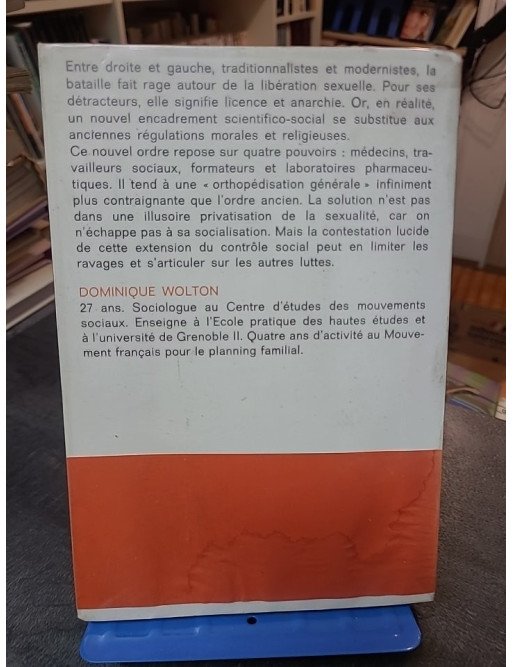 Entre droite et gauche, traditionnalistes et modernistes, la
bataille fait rage autour de la libération sexuelle. Pour ses
détracteurs, elle signifie licence et anarchie. Or, en réalité,
un nouvel encadrement scientifico-social se substitue aux
anciennes régulations morales et religieuses.
Ce nouvel ordre repose sur quatre pouvoirs : médecins, tra-
vailleurs sociaux, formateurs et laboratoires pharmaceu-
tiques. Il tend à une « orthopédisation générale » infiniment
plus contraignante que l'ordre ancien. La solution n'est pas
dans une illusoire privatisation de la sexualité, car on
n'échappe pas à sa socialisation. Mais la contestation lucide
de cette extension du contrôle social peut en limiter les
ravages et s'articuler sur les autres luttes.
DOMINIQUE WOLTON
27 ans. Sociologue au Centre d'études des mouvements
sociaux. Enseigne à l'Ecole pratique des hautes études et
à l'université de Grenoble II. Quatre ans d'activité au Mouve-
ment français pour le planning familial.